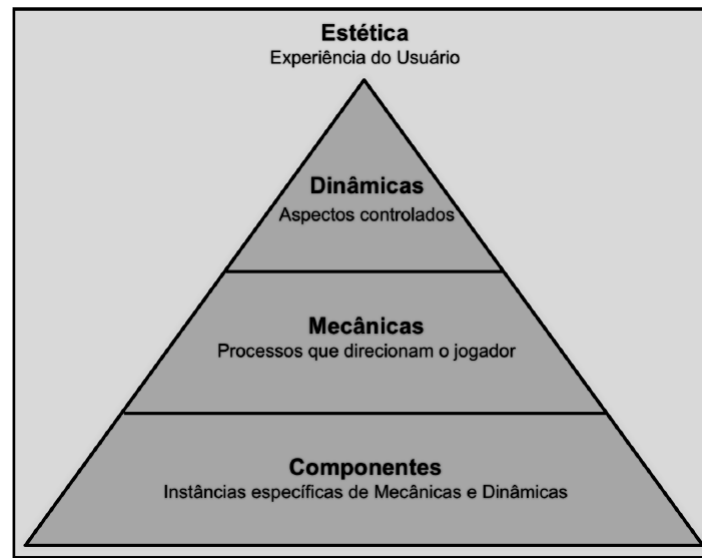 Estética
Experiência do Usuário
Dinâmicas
Aspectos controlados
Mecânicas
Processos que direcionam o jogador
Componentes
Instâncias específicas de Mecânicas e Dinâmicas